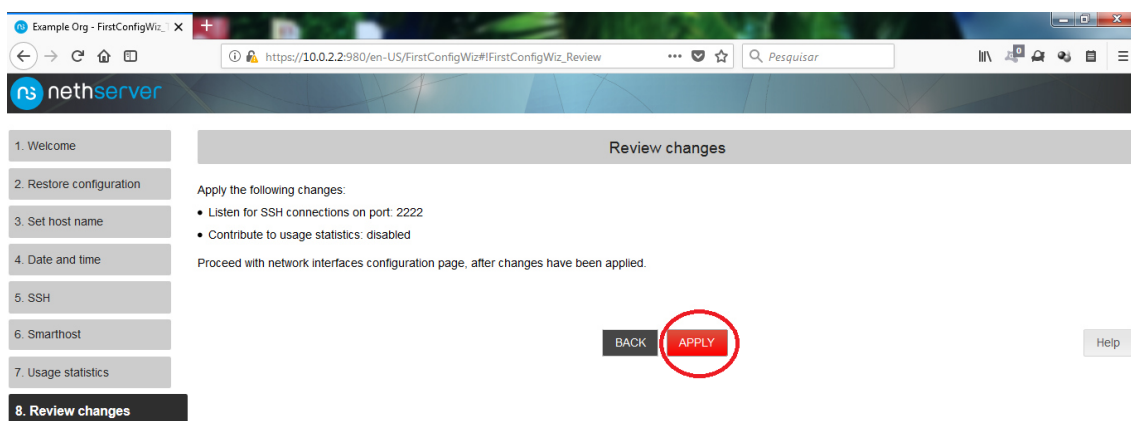 Example Org - FirstConfigWiz_
https://10.0.2.2:980/en-US/FirstConfigWiz#!FirstConfigWiz_Review
Pesquisar
0
ns nethserver
1. Welcome
Review changes
2. Restore configuration
Apply the following changes:
3. Set host name
• Listen for SSH connections on port: 2222
• Contribute to usage statistics: disabled
4. Date and time
Proceed with network interfaces configuration page, after changes have been applied.
5. SSH
6. Smarthost
BACK APPLY Help
7. Usage statistics
8. Review changes